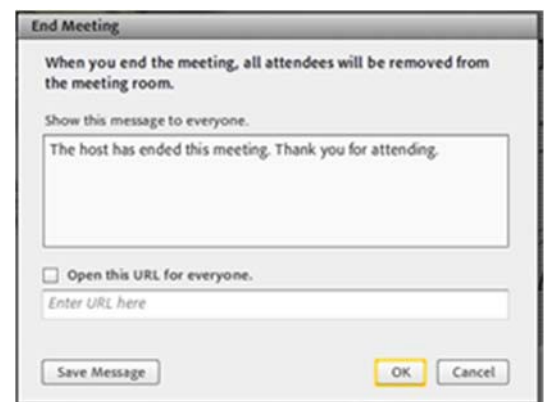 End Meeting
When you end the meeting, all attendees will be removed from
the meeting room.
Show this message to everyone.
The host has ended this meeting. Thank you for attending.
Open this URL for everyone.
Enter URL here
Save Message OK Cancel